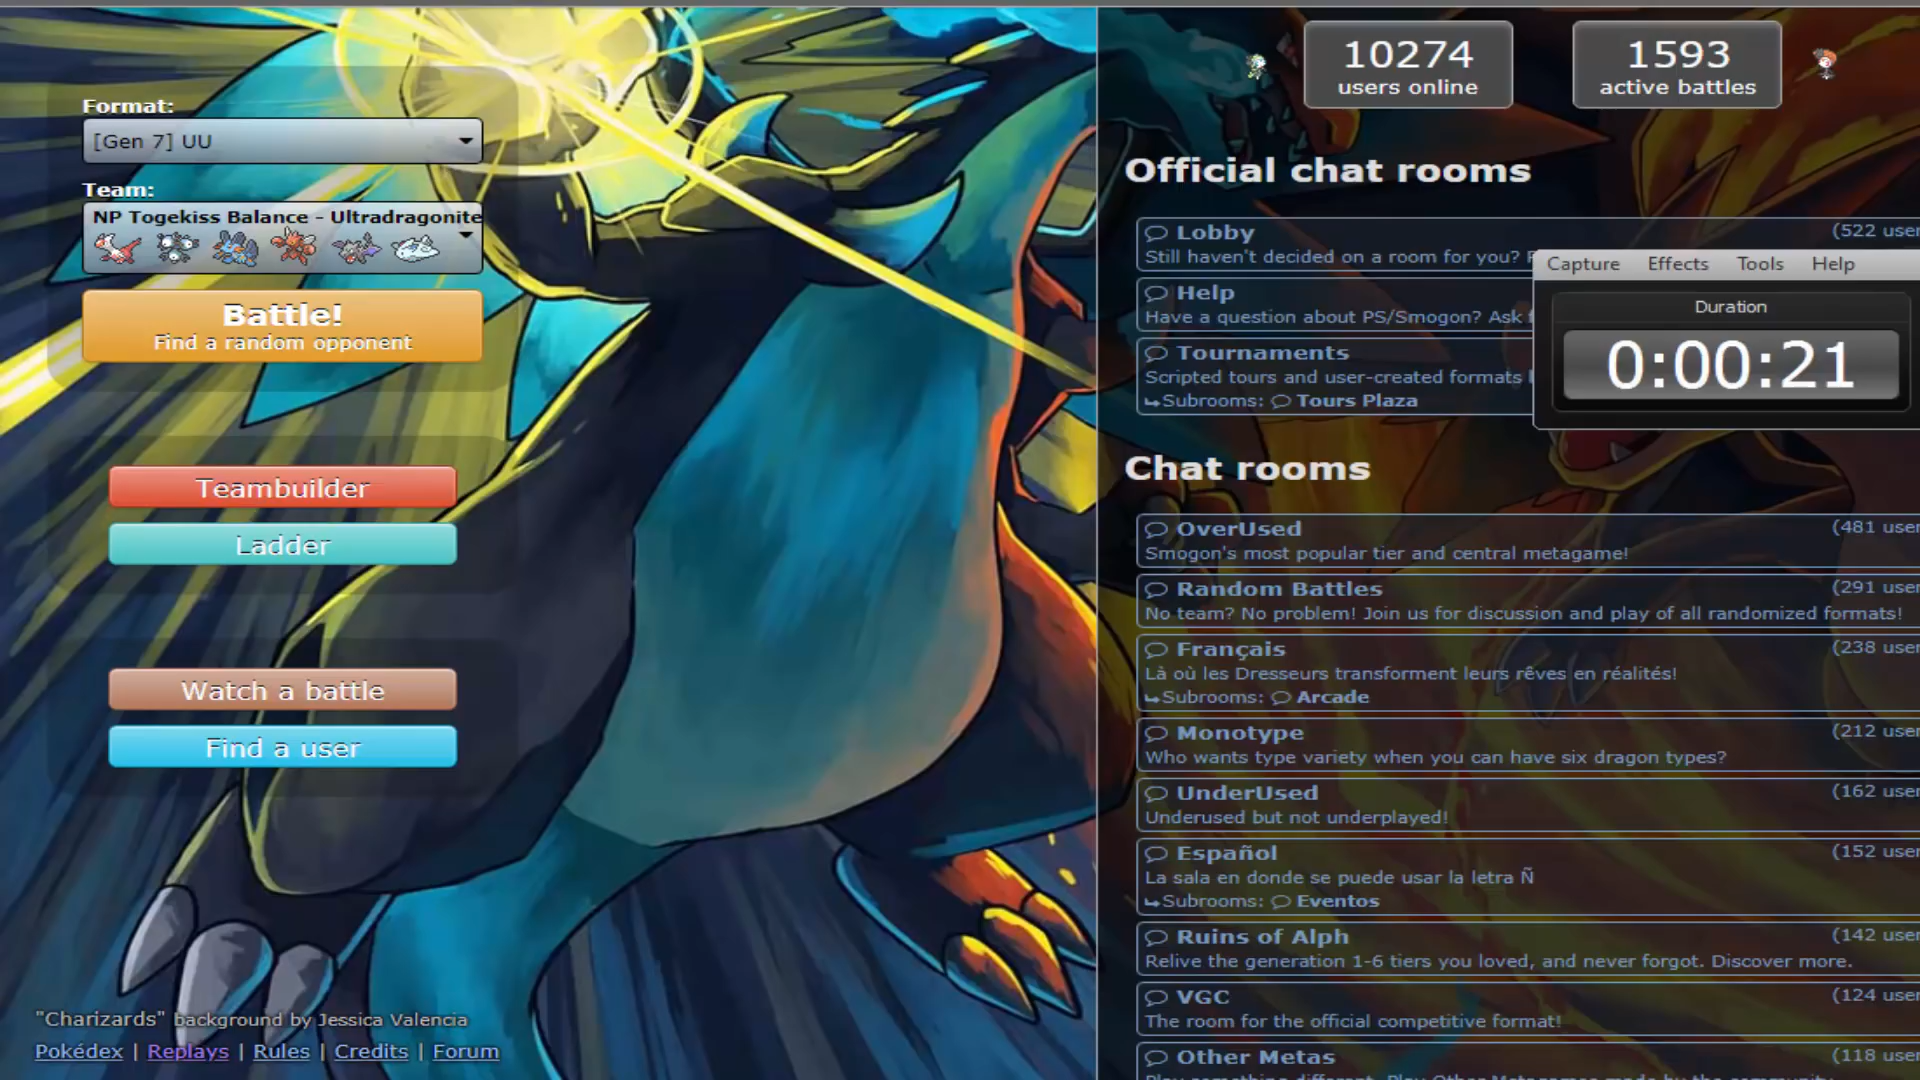 Format:
[Gen 7] UU
Team:
NP Togekiss Balance - Ultradragonite
Battle!
Find a random opponent
Teambuilder
Ladder
Watch a battle
Find a user
"Charizards" background by Jessica Valencia
Pokédex | Replays | Rules | Credits | Forum
10274
users online
1593
active battles
Official chat rooms
Lobby (522 user
Still haven't decided on a room for you?
Help
Have a question about PS/Smogon? Ask
Tournaments
Scripted tours and user-created formats
Subrooms: Tours Plaza
Capture Effects Tools Help
Duration
0:00:21
Chat rooms
OverUsed (481 user
Smogon's most popular tier and central metagame!
Random Battles (291 user
No team? No problem! Join us for discussion and play of all randomized formats!
Français (238 user
Là où les Dresseurs transforment leurs rêves en réalités!
Subrooms: Arcade
Monotype (212 user
Who wants type variety when you can have six dragon types?
UnderUsed (162 user
Underused but not underplayed!
Español (152 user
La sala en donde se puede usar la letra Ñ
Subrooms: Eventos
Ruins of Alph (142 user
Relive the generation 1-6 tiers you loved, and never forgot. Discover more.
VGC (124 user
The room for the official competitive format!
Other Metas (118 user